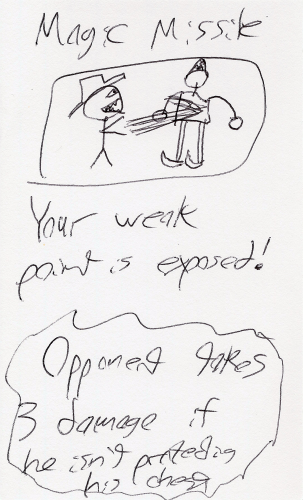 Magic Missile
Your weak
point is exposed!
Opponent takes
3 damage if
he isn't protecting
his chest